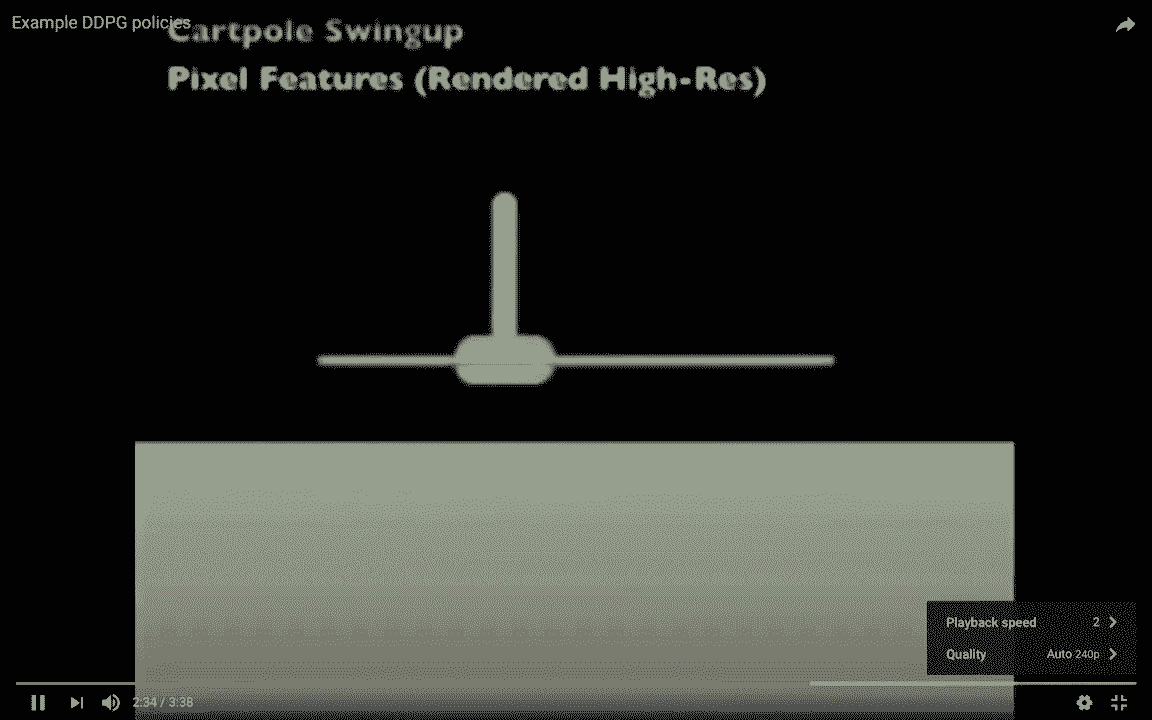 Example DDPG policies
Cartpole Swingup
Pixel Features (Rendered High-Res)
Playback speed 2
Quality Auto 240p
2:34 / 3:38